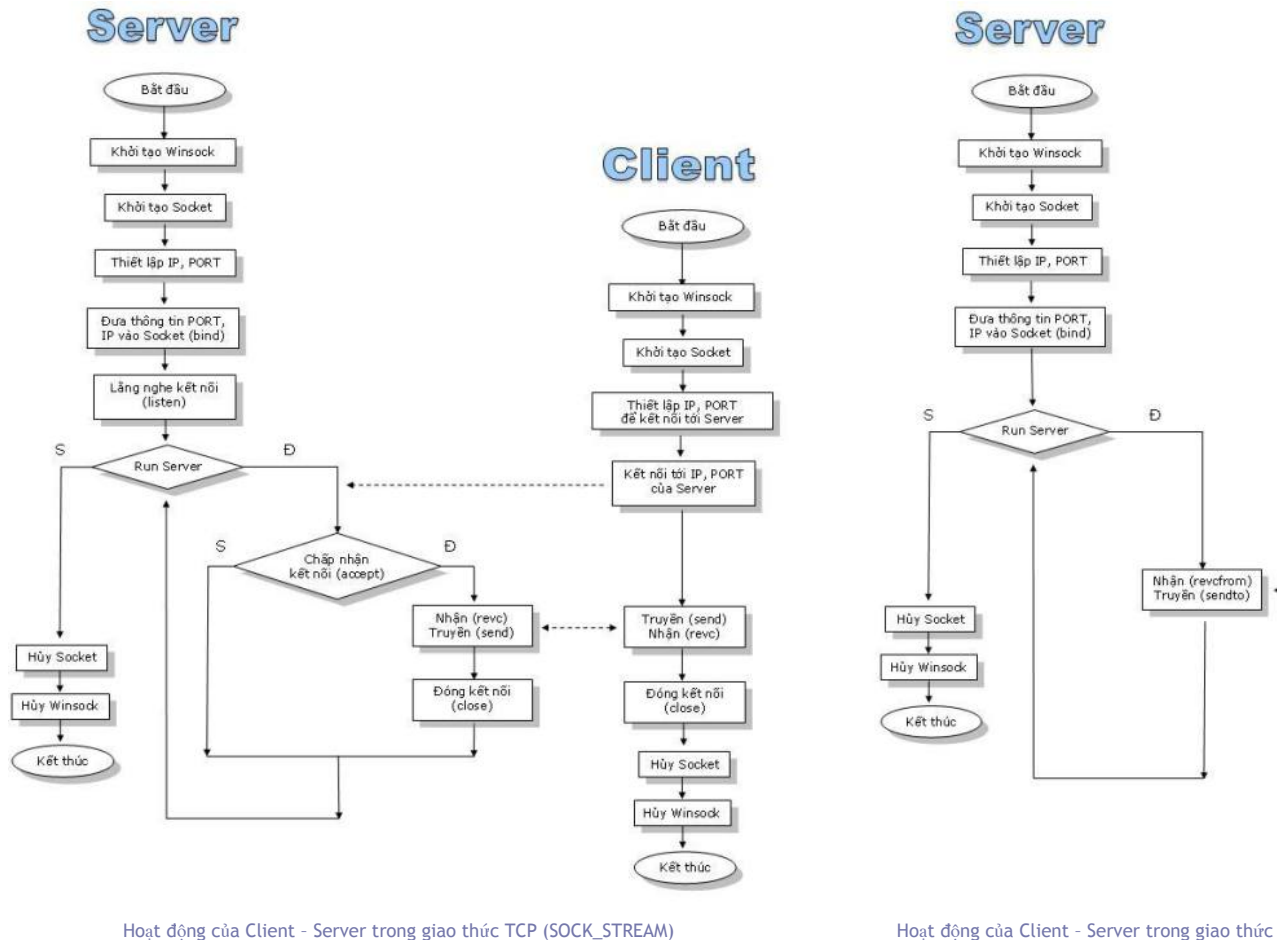 Server
Bắt đầu
Khởi tạo Winsock
Khởi tạo Socket
Thiết lập IP, PORT
Đưa thông tin PORT,
IP vào Socket (bind)
Lắng nghe kết nối
(listen)
S
Run Server
Đ
S
Chấp nhận
kết nối (accept)
Đ
Nhận (revc)
Truyền (send)
Đóng kết nối
(close)
Hủy Socket
Hủy Winsock
Kết thúc
Client
Bắt đầu
Khởi tạo Winsock
Khởi tạo Socket
Thiết lập IP, PORT
để kết nối tới Server
Kết nối tới IP, PORT
của Server
Truyền (send)
Nhận (revc)
Đóng kết nối
(close)
Hủy Socket
Hủy Winsock
Kết thúc
Hoạt động của Client – Server trong giao thức TCP (SOCK_STREAM)
Server
Bắt đầu
Khởi tạo Winsock
Khởi tạo Socket
Thiết lập IP, PORT
Đưa thông tin PORT,
IP vào Socket (bind)
S
Run Server
Đ
Nhận (revcfrom)
Truyền (sendto)
Hủy Socket
Hủy Winsock
Kết thúc
Hoạt động của Client – Server trong giao thức